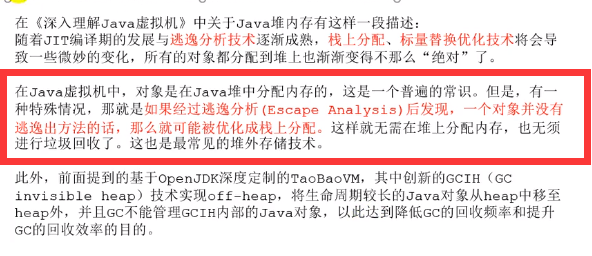 在《深入理解Java虚拟机》中关于Java堆内存有这样一段描述：
随着JIT编译期的发展与逃逸分析技术逐渐成熟，栈上分配、标量替换优化技术将会导
致一些微妙的变化，所有的对象都分配到堆上也渐渐变得不那么“绝对”了。
在Java虚拟机中，对象是在Java堆中分配内存的，这是一个普遍的常识。但是，有一
种特殊情况，那就是如果经过逃逸分析(Escape Analysis)后发现，一个对象并没有
逃逸出方法的话，那么就可能被优化成栈上分配。这样就无需在堆上分配内存，也无须
进行垃圾回收了。这也是最常见的堆外存储技术。
此外，前面提到的基于OpenJDK深度定制的TaoBaoVM，其中创新的GCIH（GC
invisible heap）技术实现off-heap，将生命周期较长的Java对象从heap中移至
heap外，并且GC不能管理GCIH内部的Java对象，以此达到降低GC的回收频率和提升
GC的回收效率的目的。